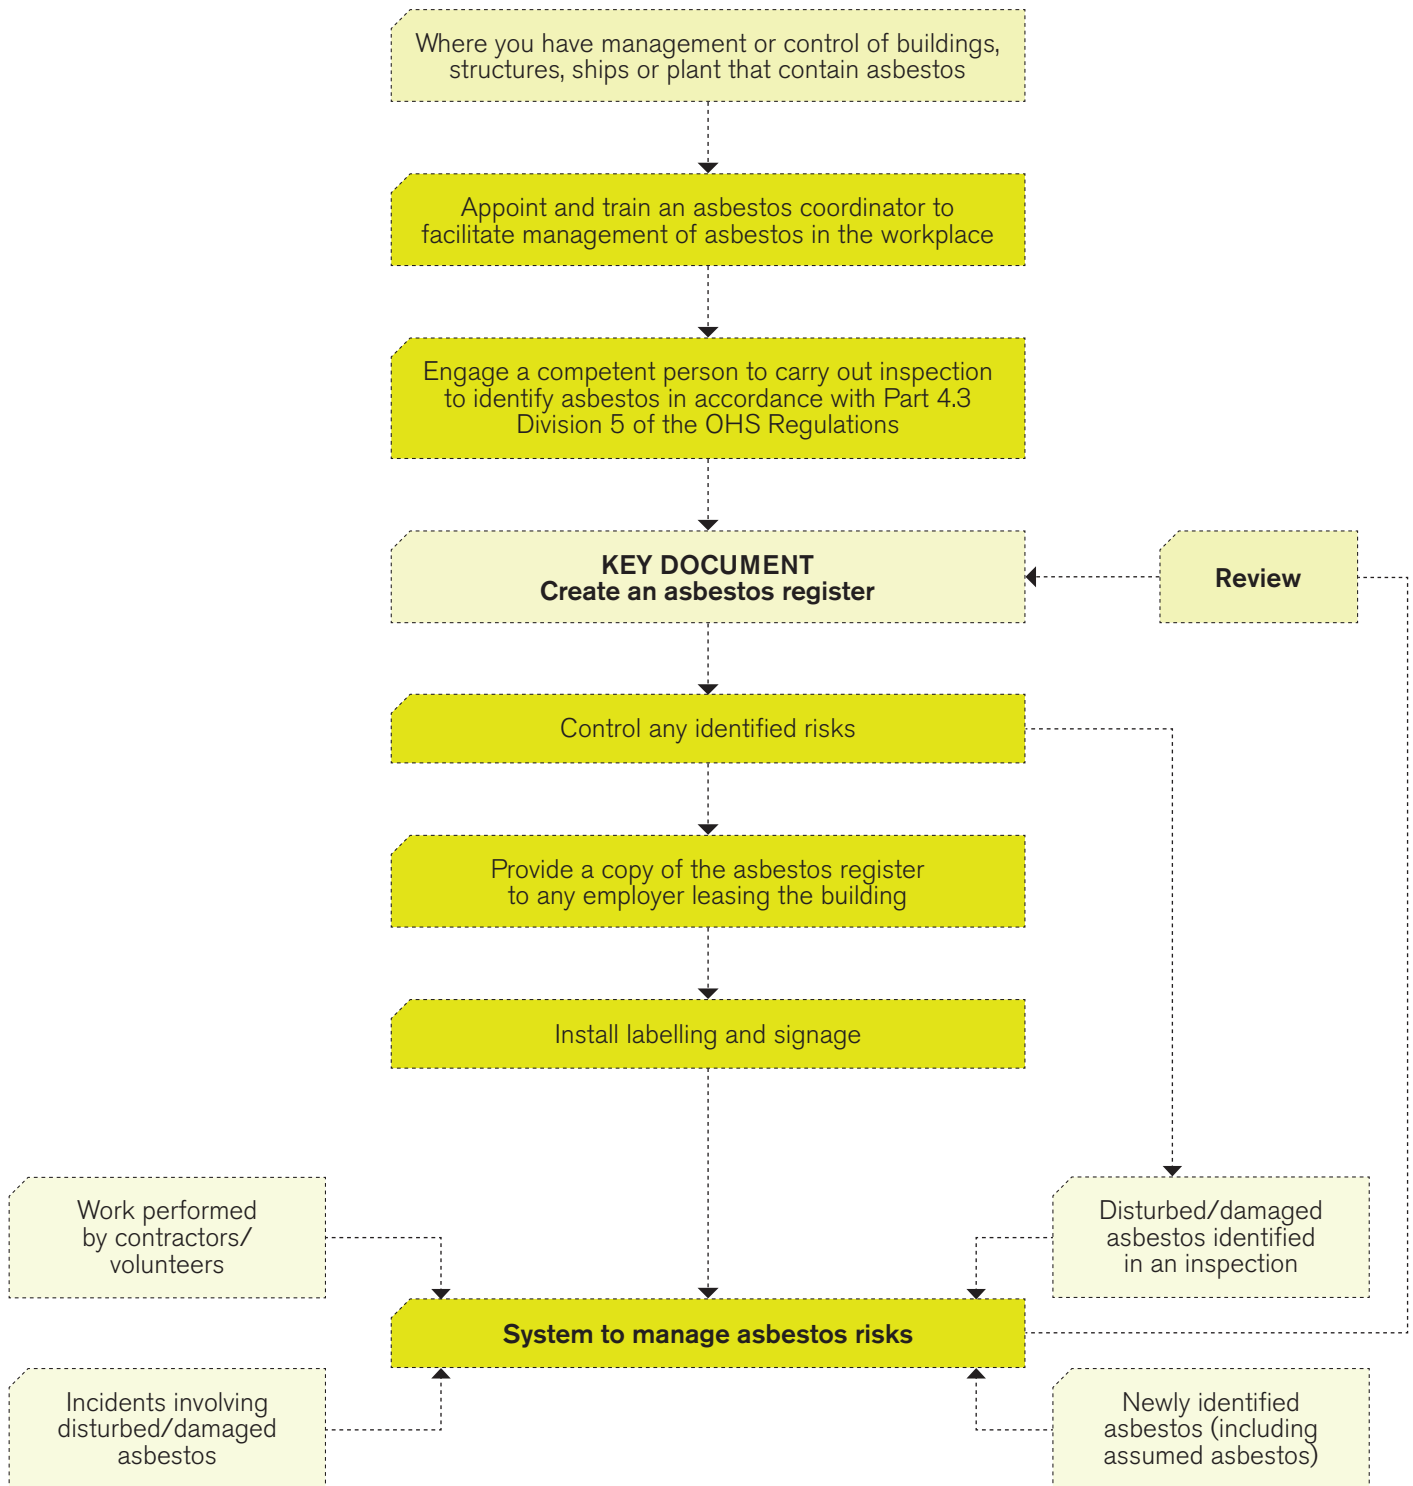 Where you have management or control of buildings,
structures, ships or plant that contain asbestos
Appoint and train an asbestos coordinator to
facilitate management of asbestos in the workplace
Engage a competent person to carry out inspection
to identify asbestos in accordance with Part 4.3
Division 5 of the OHS Regulations
KEY DOCUMENT
Create an asbestos register
Review
Control any identified risks
Provide a copy of the asbestos register
to any employer leasing the building
Install labelling and signage
Work performed
by contractors/
volunteers
Disturbed/damaged
asbestos identified
in an inspection
System to manage asbestos risks
Incidents involving
disturbed/damaged
asbestos
Newly identified
asbestos (including
assumed asbestos)